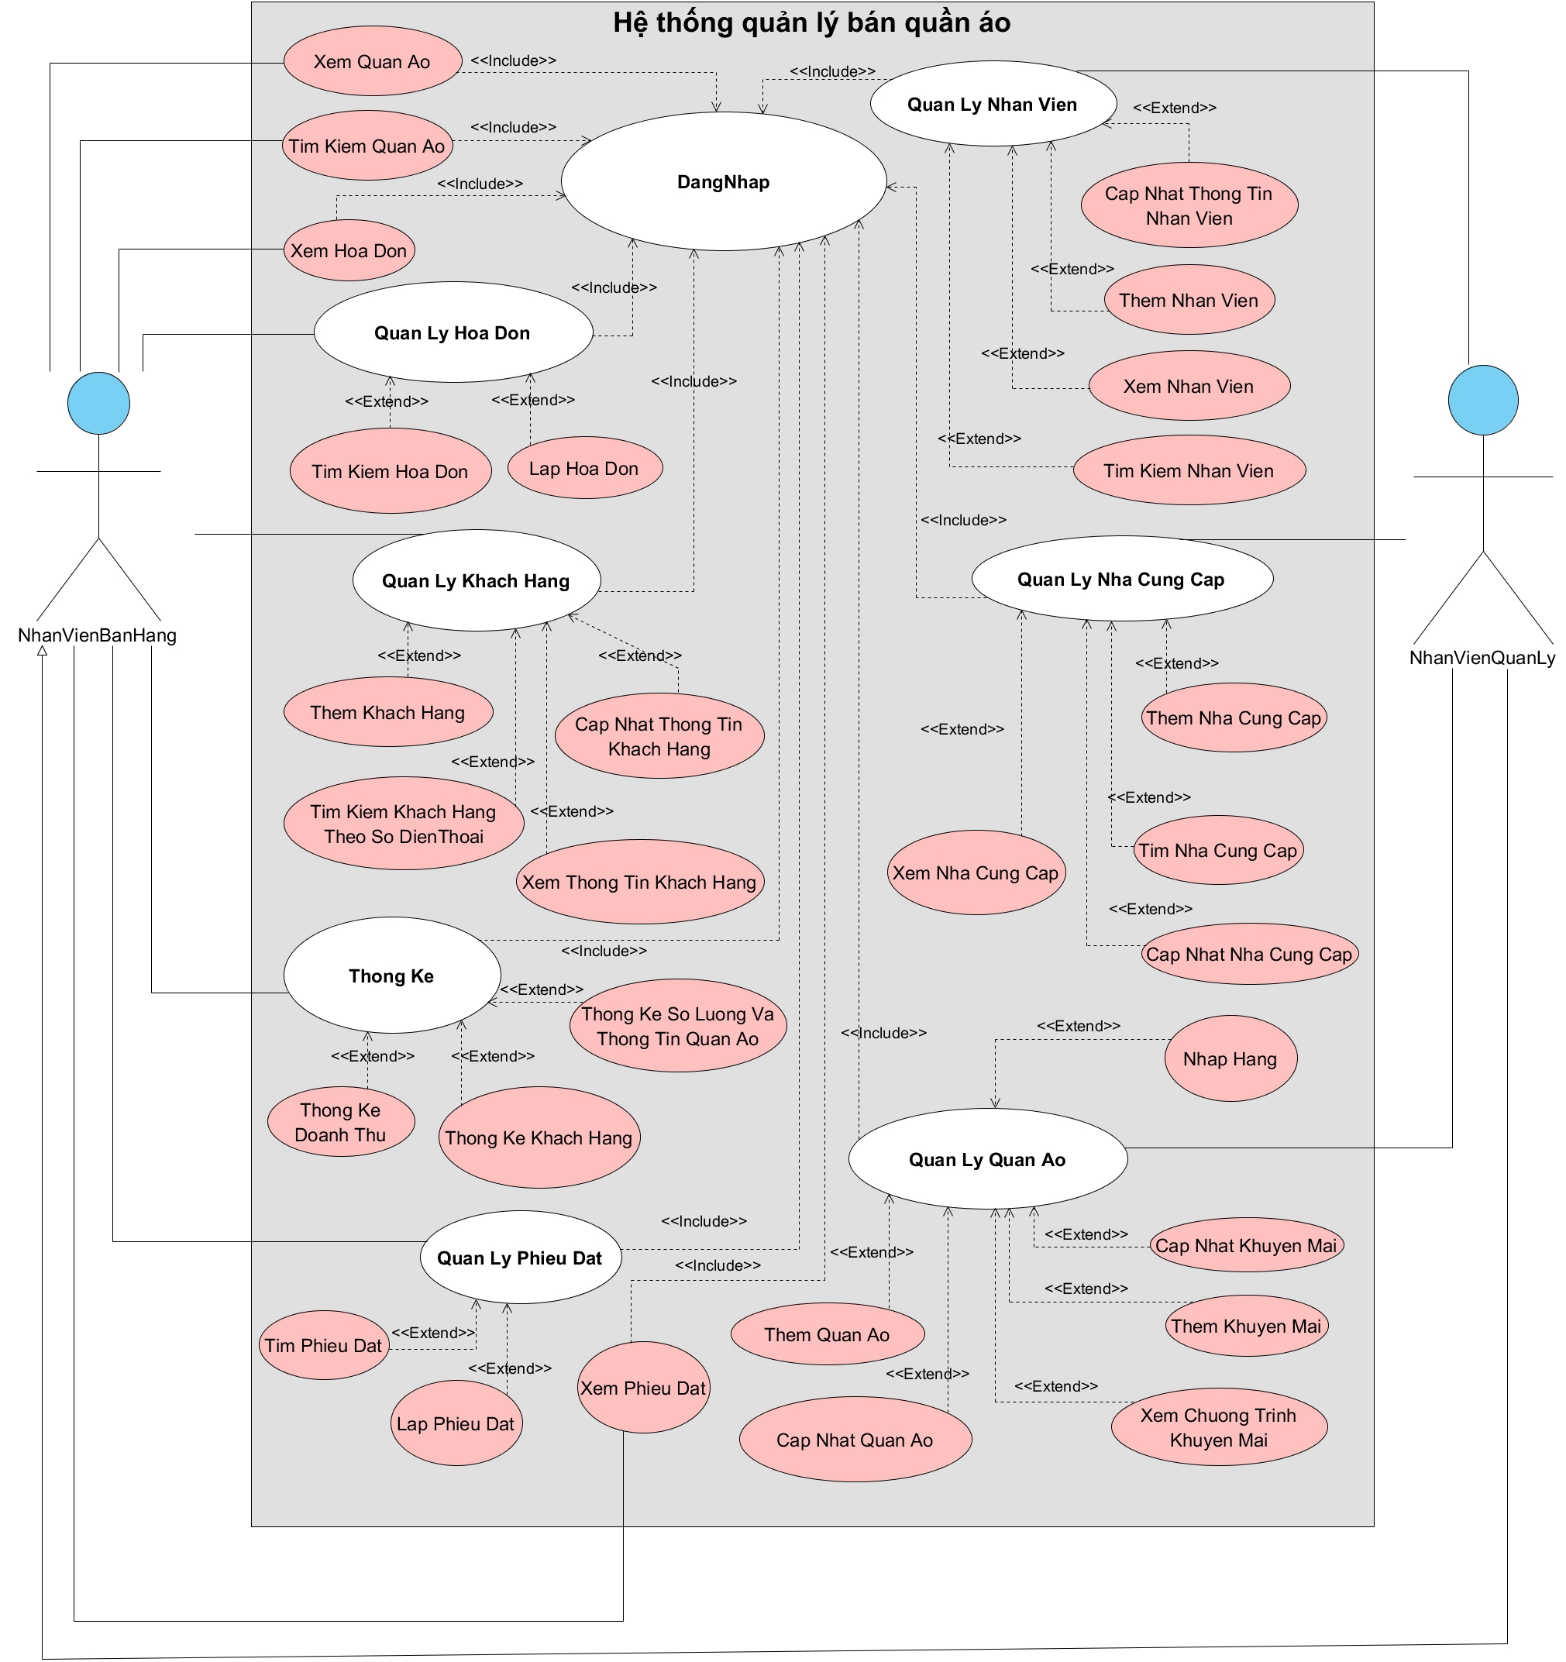 Hệ thống quản lý bán quần áo
Xem Quan Ao
<<Include>>
<<Include>>
Quan Ly Nhan Vien
<<Extend>>
Tim Kiem Quan Ao
<<Include>>
DangNhap
<<Include>>
Cap Nhat Thong Tin
Nhan Vien
Xem Hoa Don
<<Extend>>
Them Nhan Vien
<<Include>>
Quan Ly Hoa Don
<<Extend>>
Xem Nhan Vien
<<Include>>
<<Extend>>
<<Extend>>
<<Extend>>
Tim Kiem Hoa Don
Lap Hoa Don
Tim Kiem Nhan Vien
<<Include>>
Quan Ly Khach Hang
Quan Ly Nha Cung Cap
NhanVienBanHang
NhanVienQuanLy
<<Extend>>
<<Extend>>
<<Extend>>
Them Khach Hang
Cap Nhat Thong Tin
Khach Hang
Them Nha Cung Cap
<<Extend>>
<<Extend>>
<<Extend>>
Tim Kiem Khach Hang
Theo So DienThoai
<<Extend>>
Tim Nha Cung Cap
Xem Thong Tin Khach Hang
Xem Nha Cung Cap
<<Extend>>
<<Include>>
Cap Nhat Nha Cung Cap
Thong Ke
<<Extend>>
Thong Ke So Luong Va
Thong Tin Quan Ao
<<Include>>
<<Extend>>
Nhap Hang
<<Extend>>
<<Extend>>
Thong Ke
Doanh Thu
Thong Ke Khach Hang
Quan Ly Quan Ao
<<Include>>
Quan Ly Phieu Dat
<<Include>>
<<Extend>>
<<Extend>>
Cap Nhat Khuyen Mai
<<Extend>>
Tim Phieu Dat
<<Extend>>
Them Quan Ao
Them Khuyen Mai
<<Extend>>
<<Extend>>
<<Extend>>
Xem Phieu Dat
Lap Phieu Dat
Cap Nhat Quan Ao
Xem Chuong Trinh
Khuyen Mai